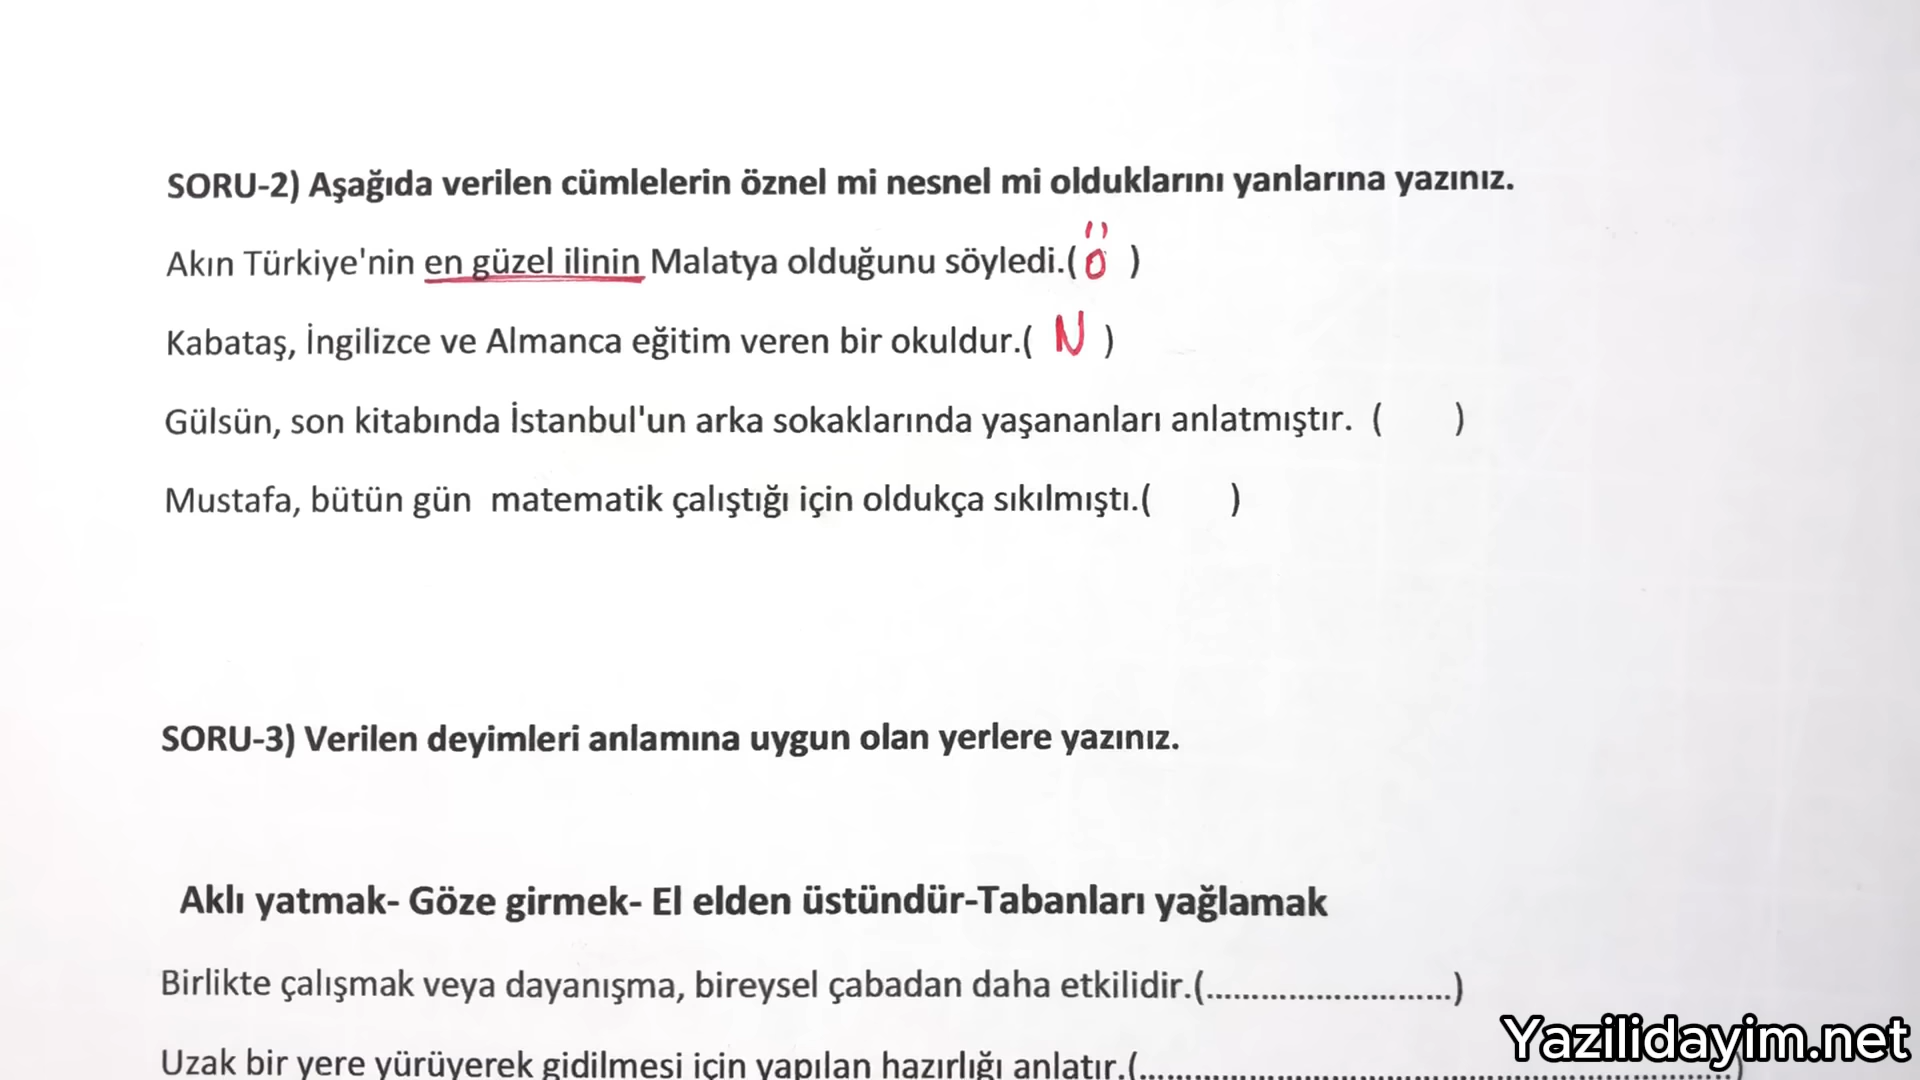 SORU-2) Aşağıda verilen cümlelerin öznel mi nesnel mi olduklarını yanlarına yazınız.
Akın Türkiye'nin en güzel ilinin Malatya olduğunu söyledi.( Ö )
Kabataş, İngilizce ve Almanca eğitim veren bir okuldur.( N )
Gülsün, son kitabında İstanbul'un arka sokaklarında yaşananları anlatmıştır. ( )
Mustafa, bütün gün matematik çalıştığı için oldukça sıkılmıştı.( )
SORU-3) Verilen deyimleri anlamına uygun olan yerlere yazınız.
Aklı yatmak- Göze girmek- El elden üstündür-Tabanları yağlamak
Birlikte çalışmak veya dayanışma, bireysel çabadan daha etkilidir.(...........................)
Uzak bir yere yürüyerek gidilmesi için yapılan hazırlığı anlatır.(.................................................................)
Yazilidayim.net